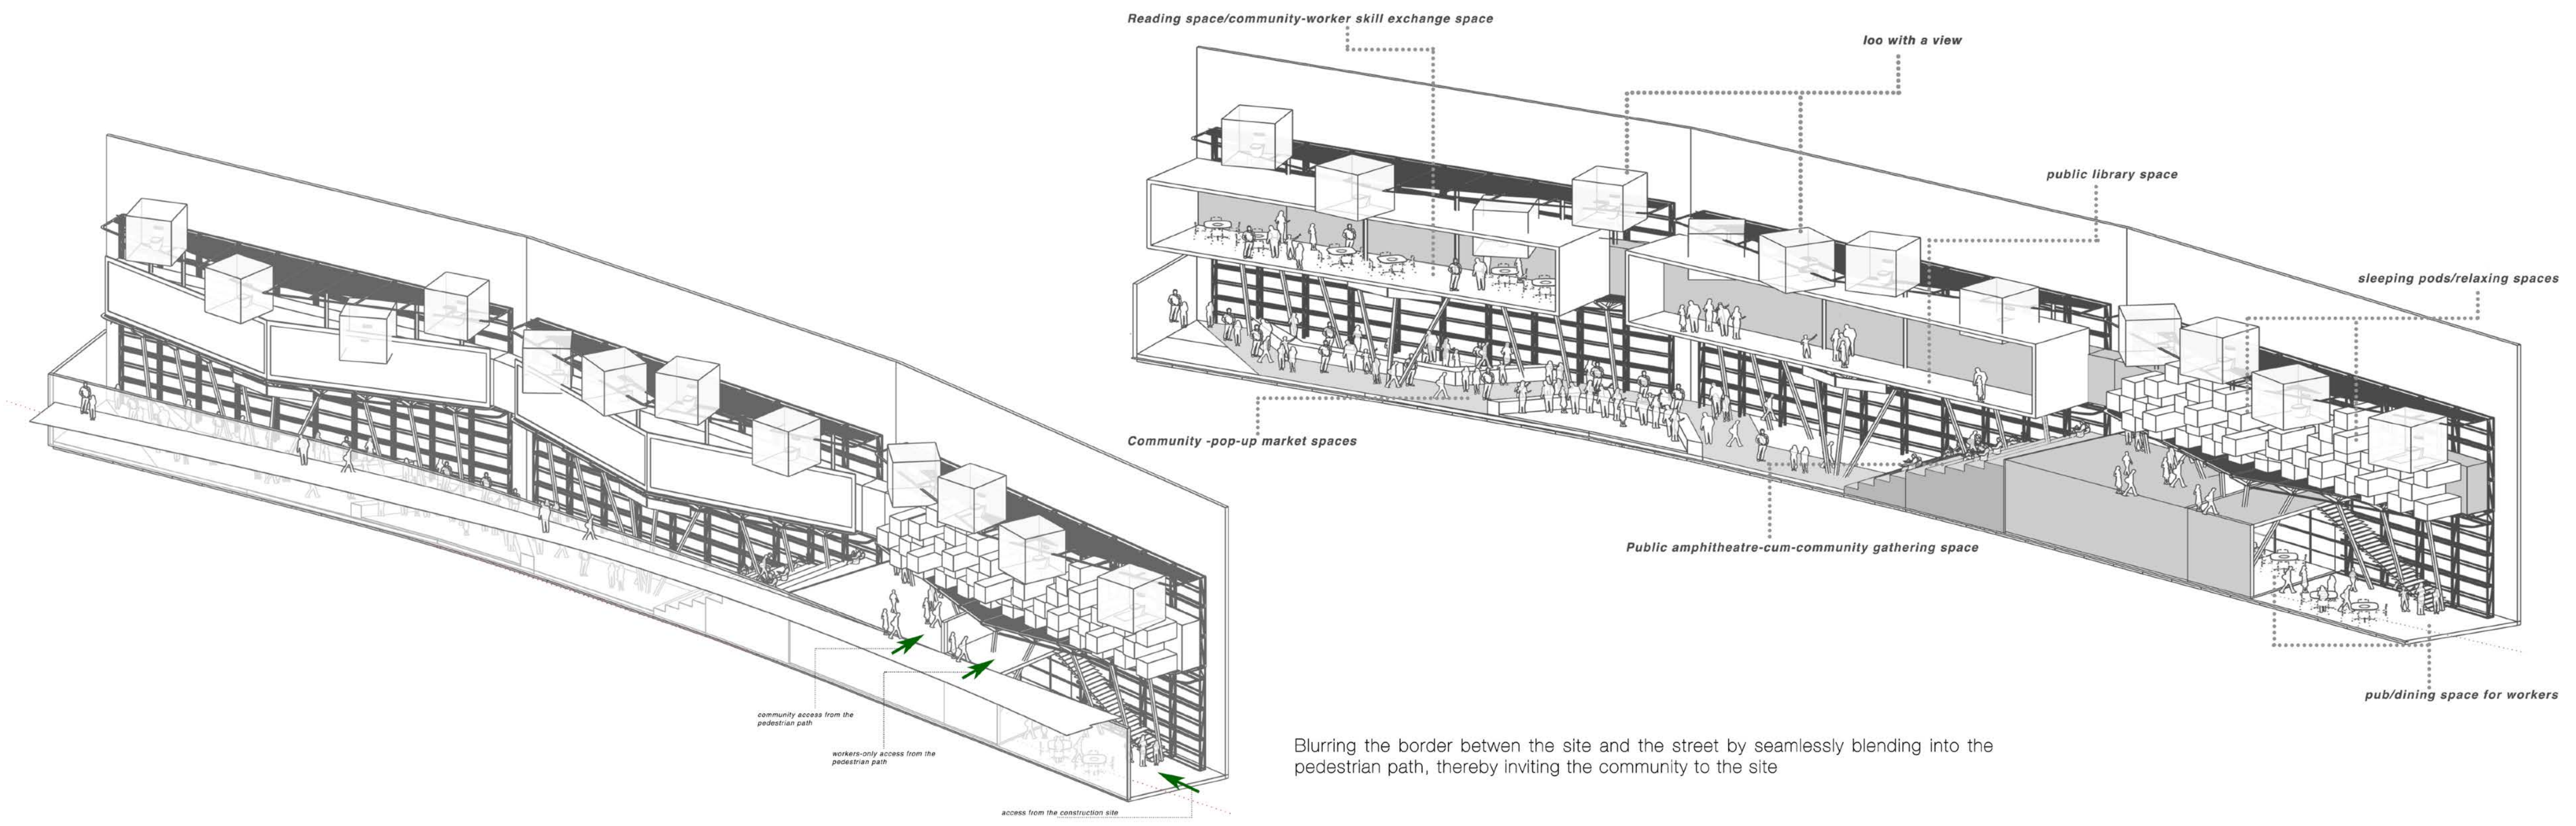 Reading space/community-worker skill exchange space
loo with a view
public library space
sleeping pods/relaxing spaces
Community -pop-up market spaces
Public amphitheatre-cum-community gathering space
pub/dining space for workers
community access from the
pedestrian path
workers-only access from the
pedestrian path
access from the construction site
Blurring the border betwen the site and the street by seamlessly blending into the
pedestrian path, thereby inviting the community to the site